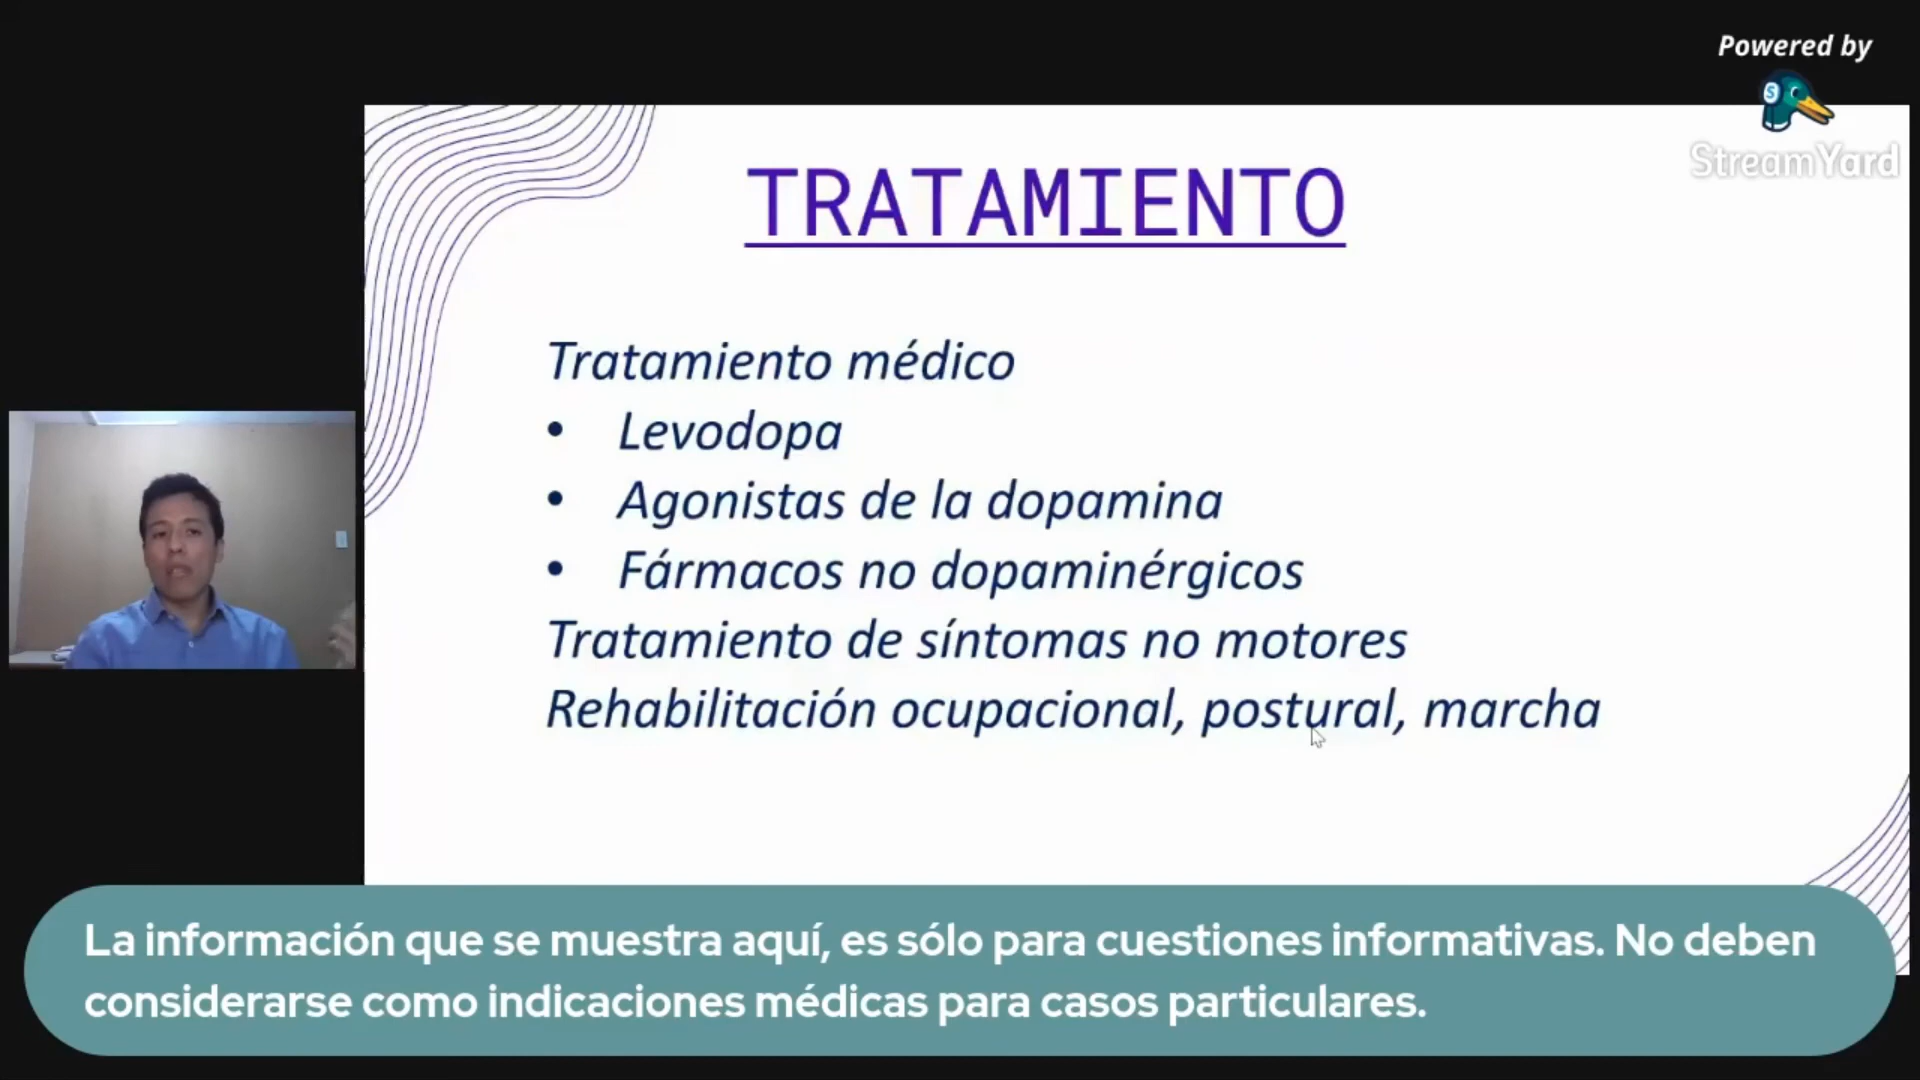 Powered by
StreamYard
TRATAMIENTO
Tratamiento médico
• Levodopa
• Agonistas de la dopamina
• Fármacos no dopaminérgicos
Tratamiento de síntomas no motores
Rehabilitación ocupacional, postural, marcha
La información que se muestra aquí, es sólo para cuestiones informativas. No deben
considerarse como indicaciones médicas para casos particulares.